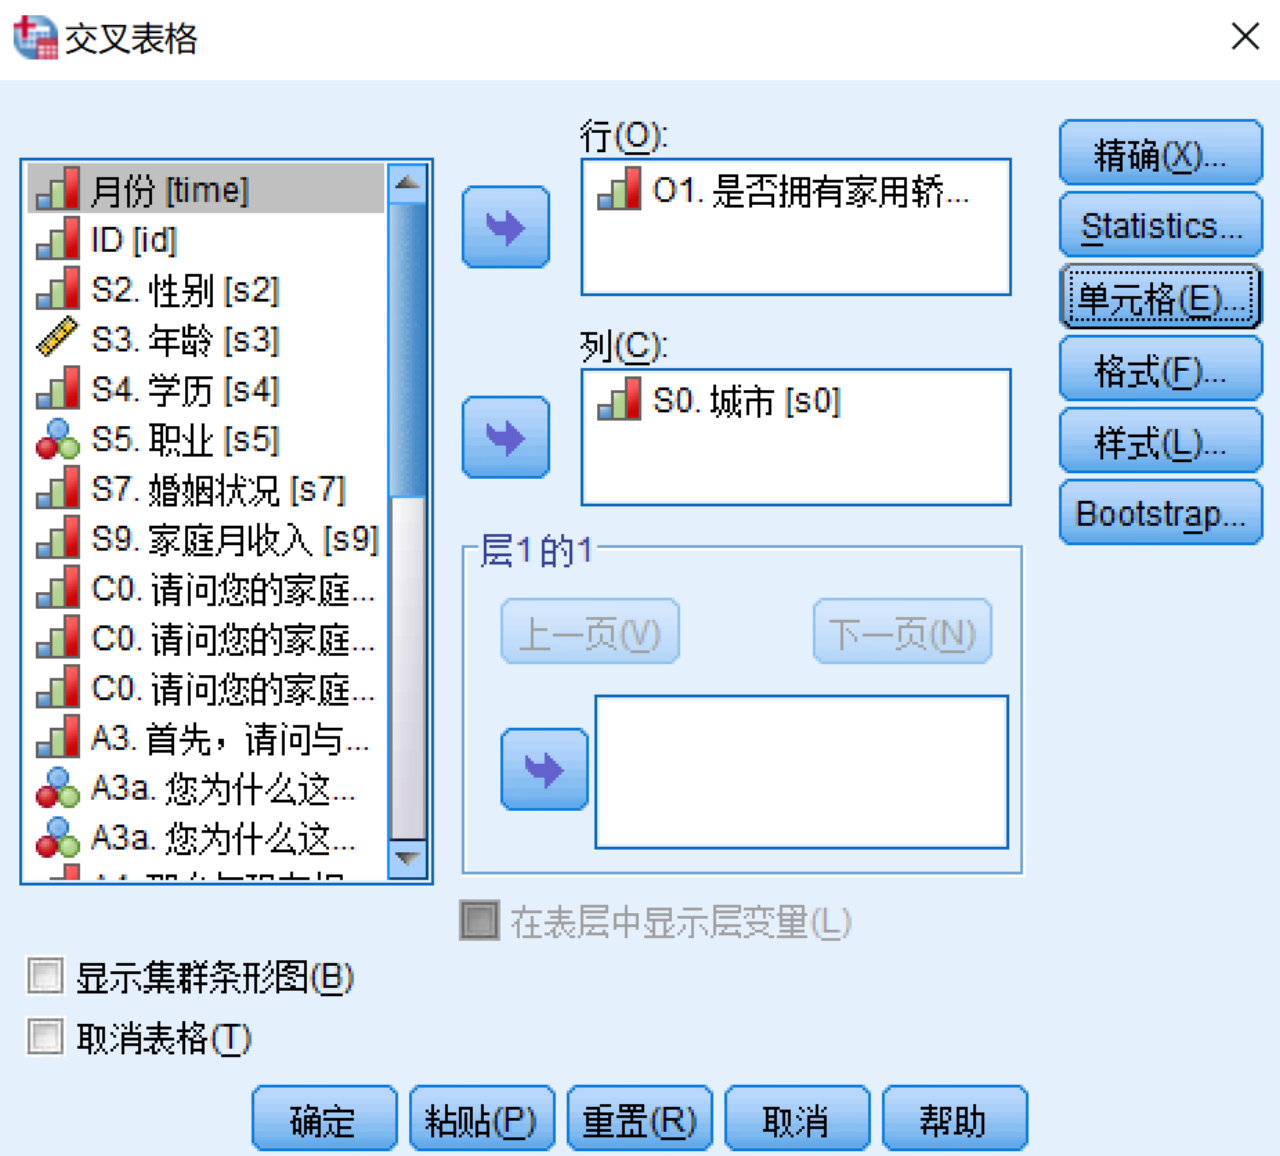 交叉表格
月份 [time]
ID [id]
S2. 性别 [s2]
S3. 年龄 [s3]
S4. 学历 [s4]
S5. 职业 [s5]
S7. 婚姻状况 [s7]
S9. 家庭月收入 [s9]
C0. 请问您的家庭...
C0. 请问您的家庭...
C0. 请问您的家庭...
A3. 首先，请问与...
A3a. 您为什么这...
A3a. 您为什么这...
行(O):
O1. 是否拥有家用轿...
列(C):
S0. 城市 [s0]
层1 的1
上一页(V)
下一页(N)
在表层中显示层变量(L)
精确(X)...
Statistics...
单元格(E)...
格式(F)...
样式(L)...
Bootstrap...
显示集群条形图(B)
取消表格(T)
确定
粘贴(P)
重置(R)
取消
帮助